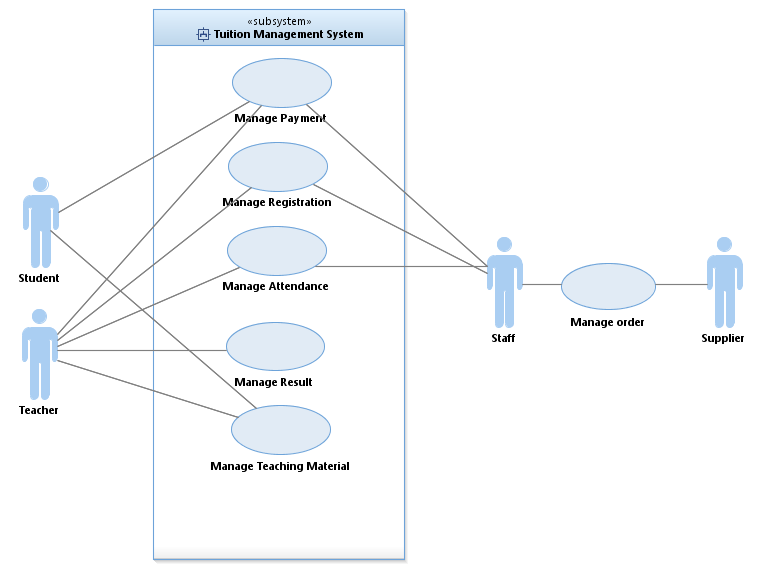 «subsystem»
Tuition Management System
Manage Payment
Manage Registration
Student
Manage Attendance
Staff
Manage order
Supplier
Manage Result
Teacher
Manage Teaching Material